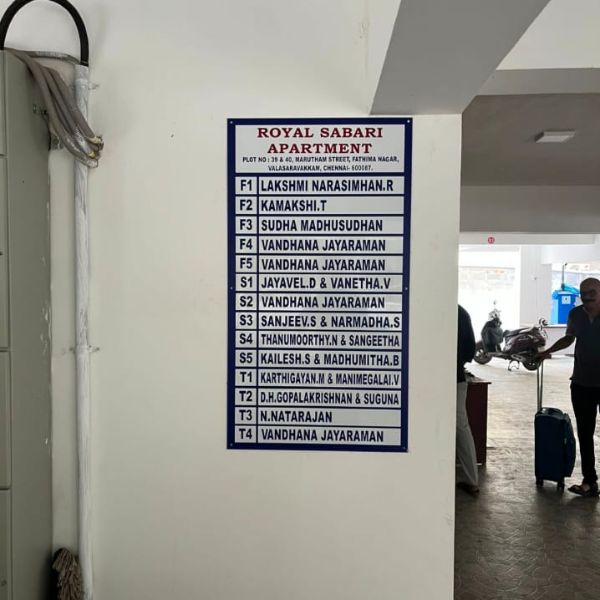 ROYAL SABARI
APARTMENT
PLOT NO : 39 & 40, MARUTHAM STREET, FATHIMA NAGAR,
VALASARAVAKKAM, CHENNAI- 600087.
F1 LAKSHMI NARASIMHAN.R
F2 KAMAKSHI.T
F3 SUDHA MADHUSUDHAN
F4 VANDHANA JAYARAMAN
F5 VANDHANA JAYARAMAN
S1 JAYAVEL.D & VANETHA.V
S2 VANDHANA JAYARAMAN
S3 SANJEEV.S & NARMADHA.S
S4 THANUMOORTHY.N & SANGEETHA
S5 KAILESH.S & MADHUMITHA.B
T1 KARTHIGAYAN.M & MANIMEGALAI.V
T2 D.H.GOPALAKRISHNAN & SUGUNA
T3 N.NATARAJAN
T4 VANDHANA JAYARAMAN